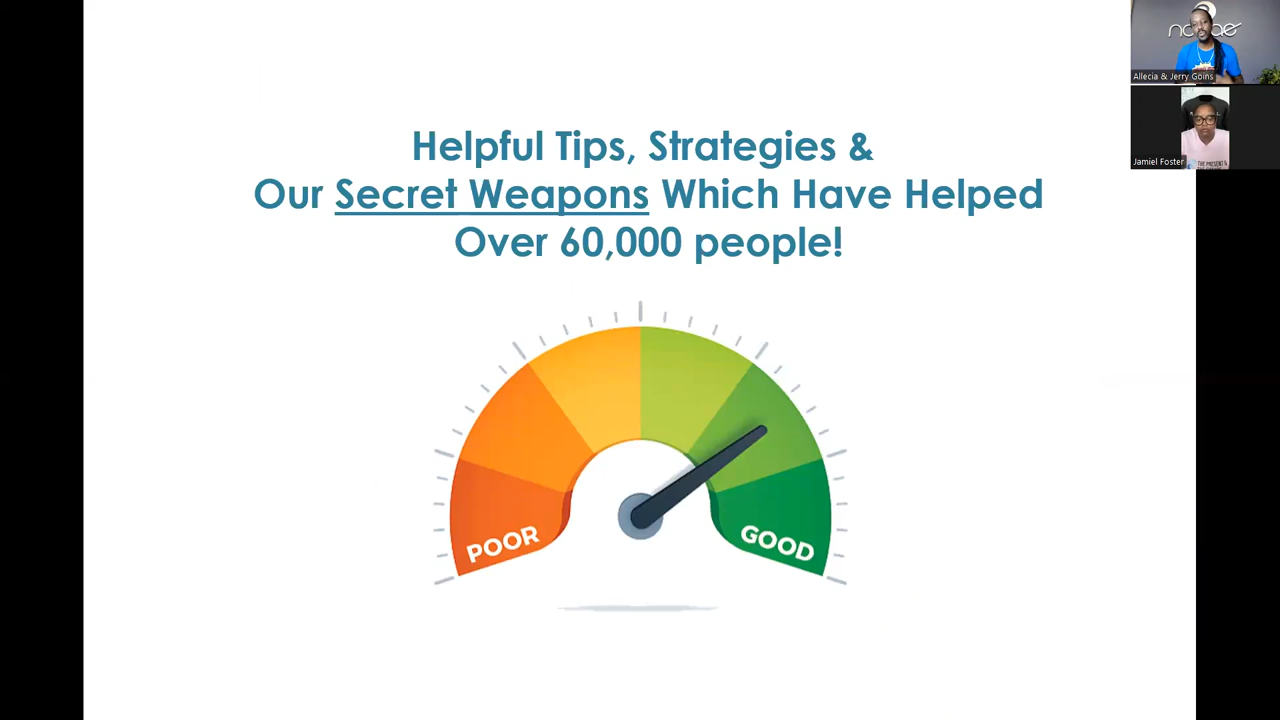 Helpful Tips, Strategies &
Our Secret Weapons Which Have Helped
Over 60,000 people!
POOR
GOOD
Allecia & Jerry Goins
Jamiel Foster